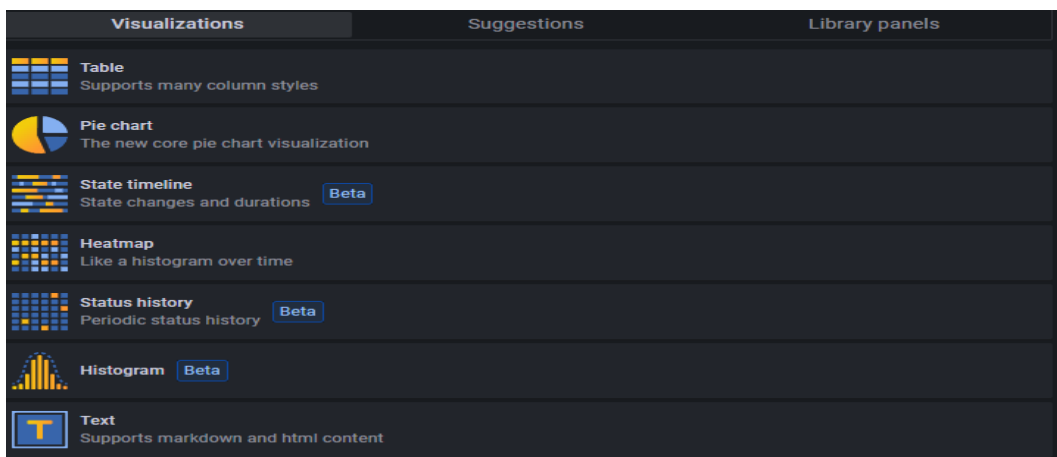 Visualizations Suggestions Library panels
Table
Supports many column styles
Pie chart
The new core pie chart visualization
State timeline
State changes and durations Beta
Heatmap
Like a histogram over time
Status history
Periodic status history Beta
Histogram Beta
T
Text
Supports markdown and html content